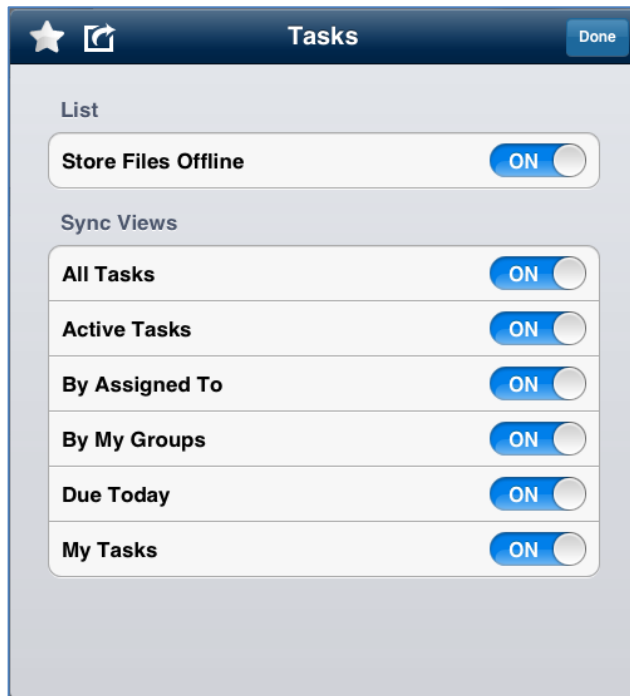 Tasks
Done
List
Store Files Offline ON
Sync Views
All Tasks ON
Active Tasks ON
By Assigned To ON
By My Groups ON
Due Today ON
My Tasks ON